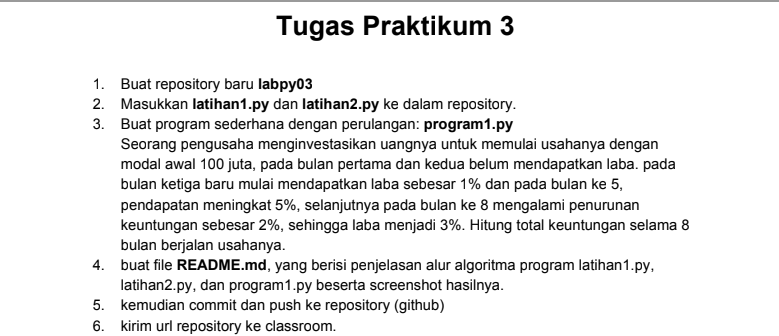 Tugas Praktikum 3
1. Buat repository baru labpy03
2. Masukkan latihan1.py dan latihan2.py ke dalam repository.
3. Buat program sederhana dengan perulangan: program1.py
Seorang pengusaha menginvestasikan uangnya untuk memulai usahanya dengan
modal awal 100 juta, pada bulan pertama dan kedua belum mendapatkan laba. pada
bulan ketiga baru mulai mendapatkan laba sebesar 1% dan pada bulan ke 5,
pendapatan meningkat 5%, selanjutnya pada bulan ke 8 mengalami penurunan
keuntungan sebesar 2%, sehingga laba menjadi 3%. Hitung total keuntungan selama 8
bulan berjalan usahanya.
4. buat file README.md, yang berisi penjelasan alur algoritma program latihan1.py,
latihan2.py, dan program1.py beserta screenshot hasilnya.
5. kemudian commit dan push ke repository (github)
6. kirim url repository ke classroom.